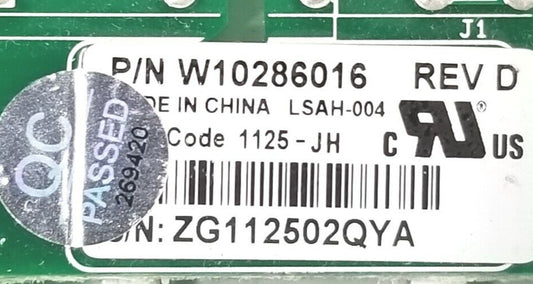 J1
P/N W10286016 REV D
DE IN CHINA LSAH-004
Code 1125-JH
C US
S/N: ZG112502QYA
QC
PASSED
269420